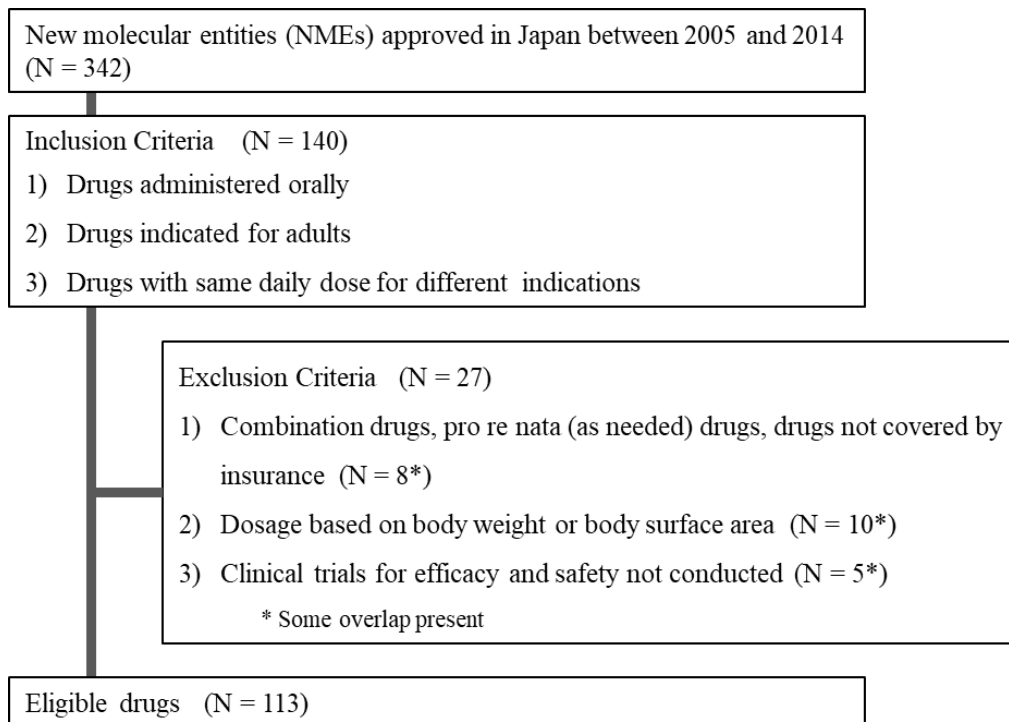 New molecular entities (NMEs) approved in Japan between 2005 and 2014
(N = 342)
Inclusion Criteria (N = 140)
1) Drugs administered orally
2) Drugs indicated for adults
3) Drugs with same daily dose for different indications
Exclusion Criteria (N = 27)
1) Combination drugs, pro re nata (as needed) drugs, drugs not covered by
insurance (N = 8*)
2) Dosage based on body weight or body surface area (N = 10*)
3) Clinical trials for efficacy and safety not conducted (N = 5*)
* Some overlap present
Eligible drugs (N = 113)